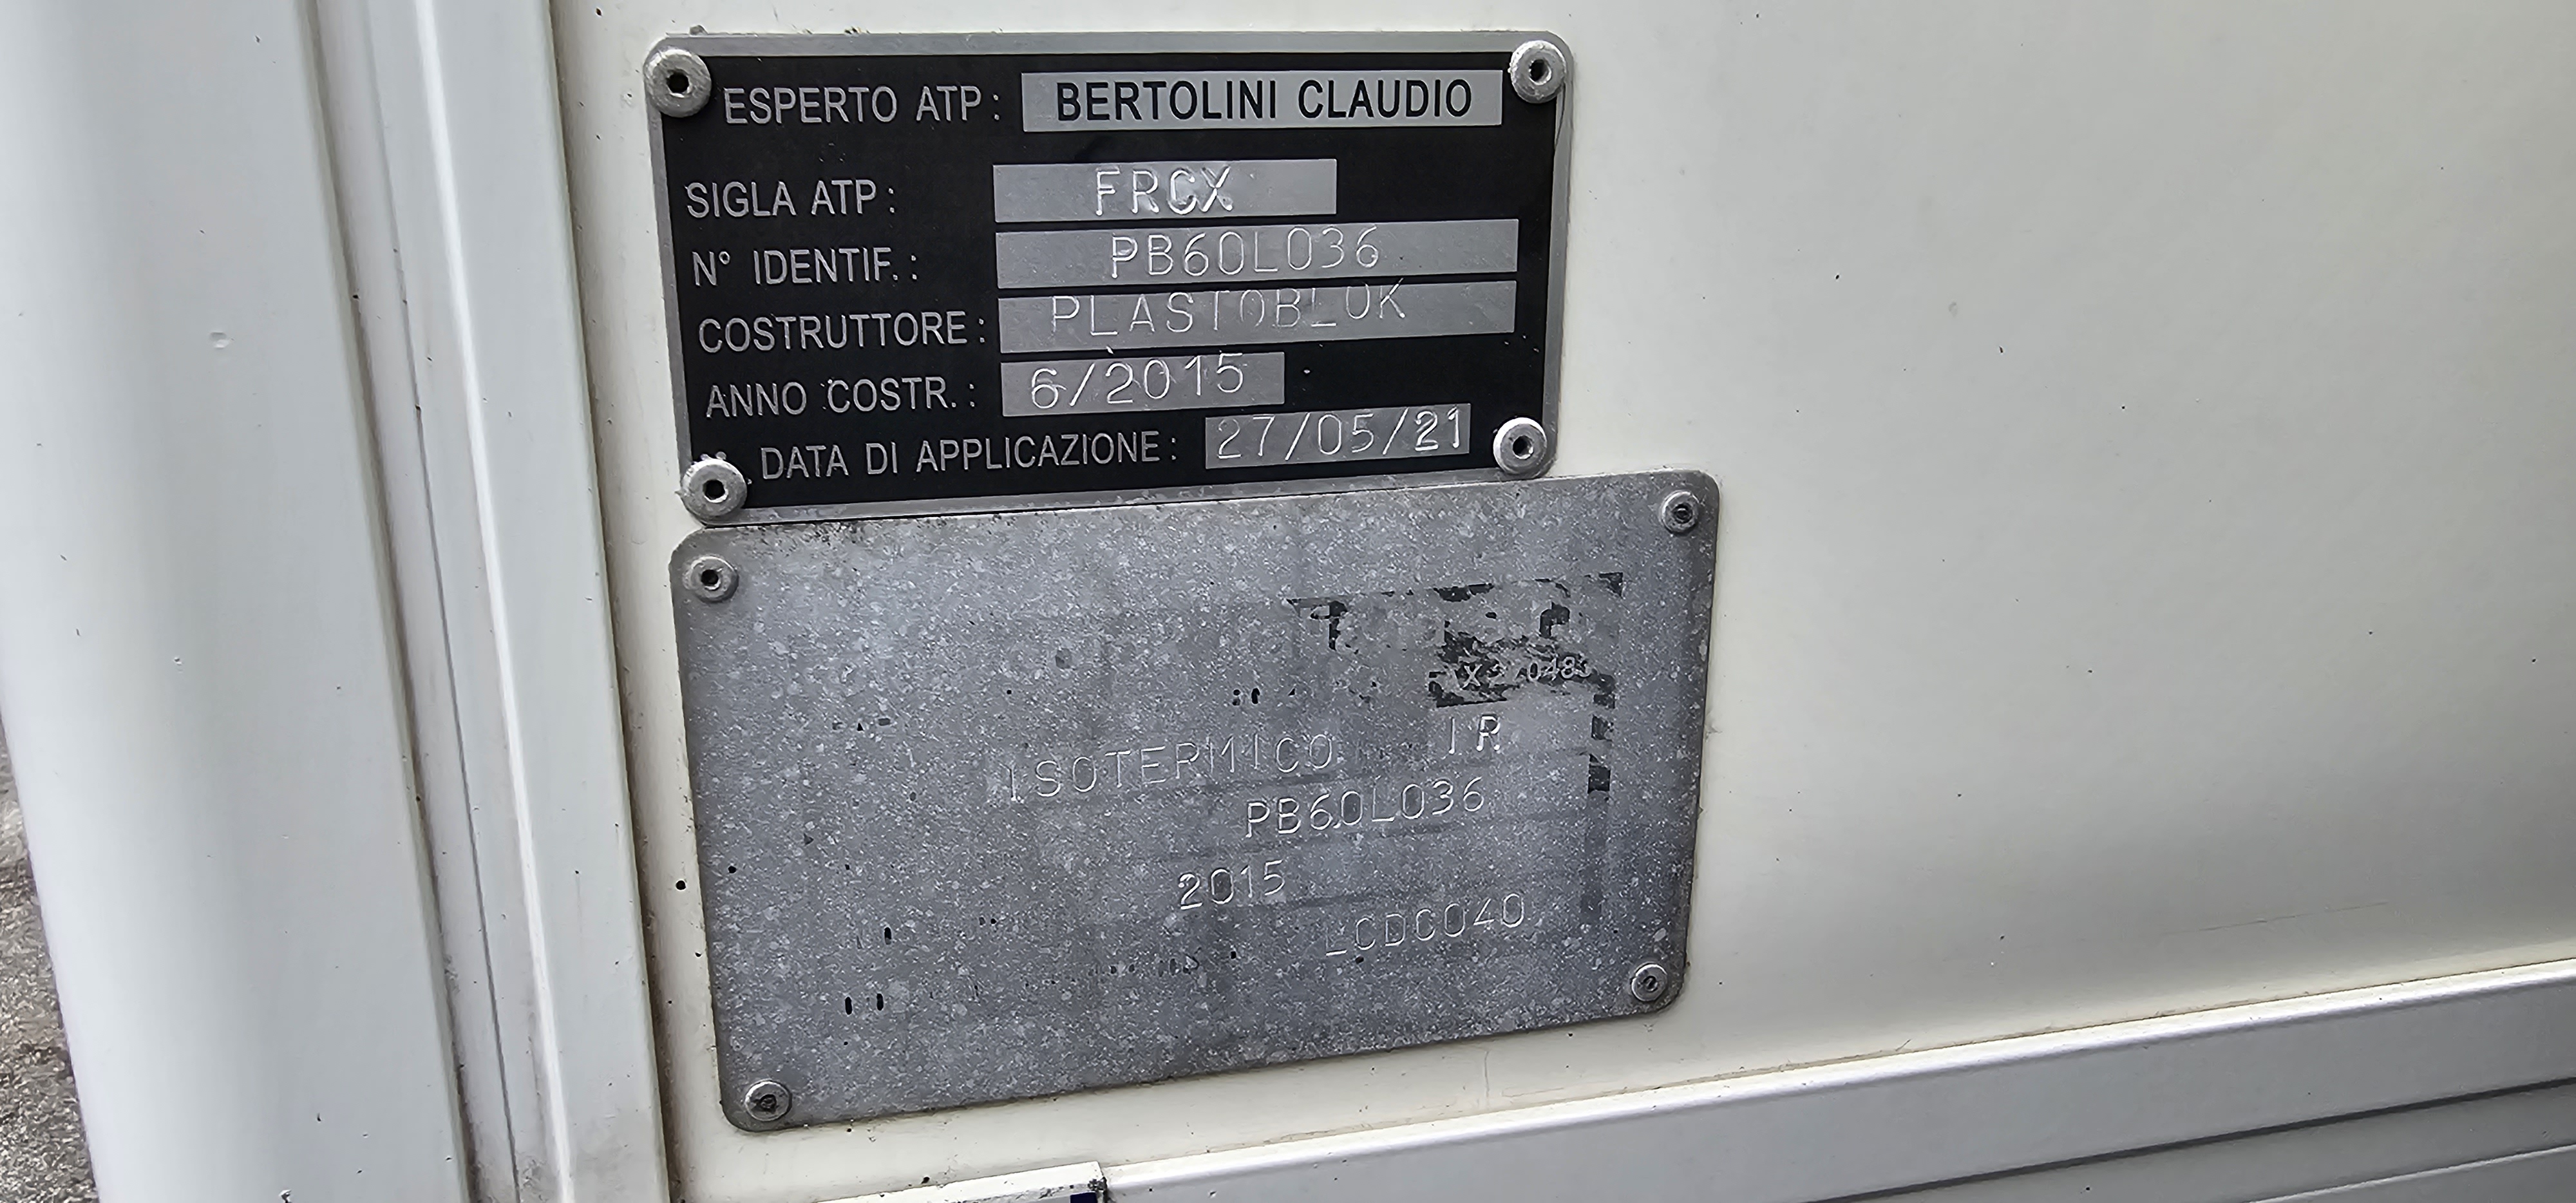 ESPERTO ATP: BERTOLINI CLAUDIO
SIGLA ATP: FRCX
N° IDENTIF.: PB60L036
COSTRUTTORE: PLASTOBLOK
ANNO COSTR.: 6/2015
DATA DI APPLICAZIONE: 27/05/21
ISOTERMICO IR
PB60L036
2015
LCDC040